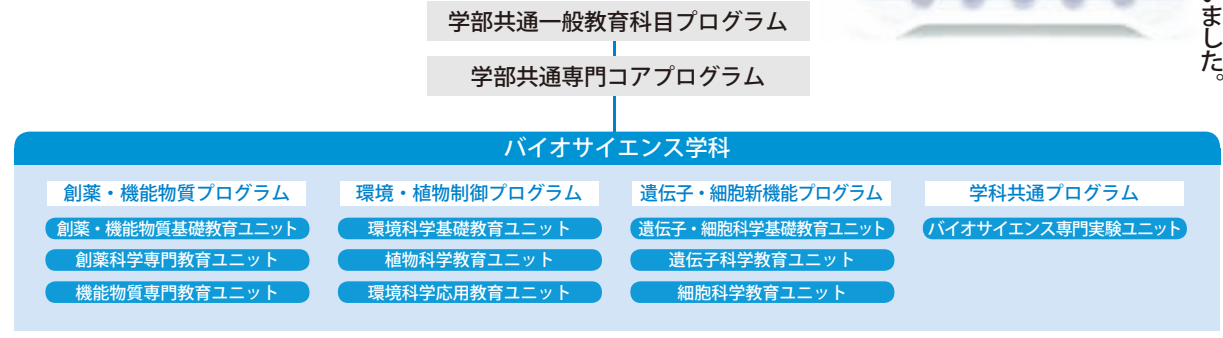 学部共通一般教育科目プログラム
学部共通専門コアプログラム
ました。
バイオサイエンス学科
創薬・機能物質プログラム
創薬・機能物質基礎教育ユニット
創薬科学専門教育ユニット
機能物質専門教育ユニット
環境・植物制御プログラム
環境科学基礎教育ユニット
植物科学教育ユニット
環境科学応用教育ユニット
遺伝子・細胞新機能プログラム
遺伝子・細胞科学基礎教育ユニット
遺伝子科学教育ユニット
細胞科学教育ユニット
学科共通プログラム
バイオサイエンス専門実験ユニット